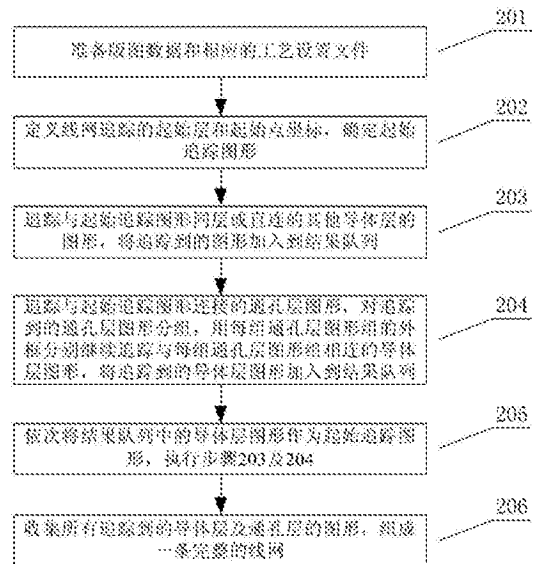 201
准备版图数据和相应的工艺设置文件
202
定义线网追踪的起始层和起始点坐标，确定起始
追踪图形
203
追踪与起始追踪图形同层或直连的其他导体层的
图形，将追踪到的图形加入到结果队列
204
追踪与起始追踪图形连接的通孔层图形，对追踪
到的通孔层图形分组，用每组通孔层图形组的外
框分别继续追踪与每组通孔层图形组相连的导体
层图形，将追踪到的导体层图形加入到结果队列
205
依次将结果队列中的导体层图形作为起始追踪图
形，执行步骤203及204
206
收集所有追踪到的导体层及通孔层的图形，组成
一条完整的线网